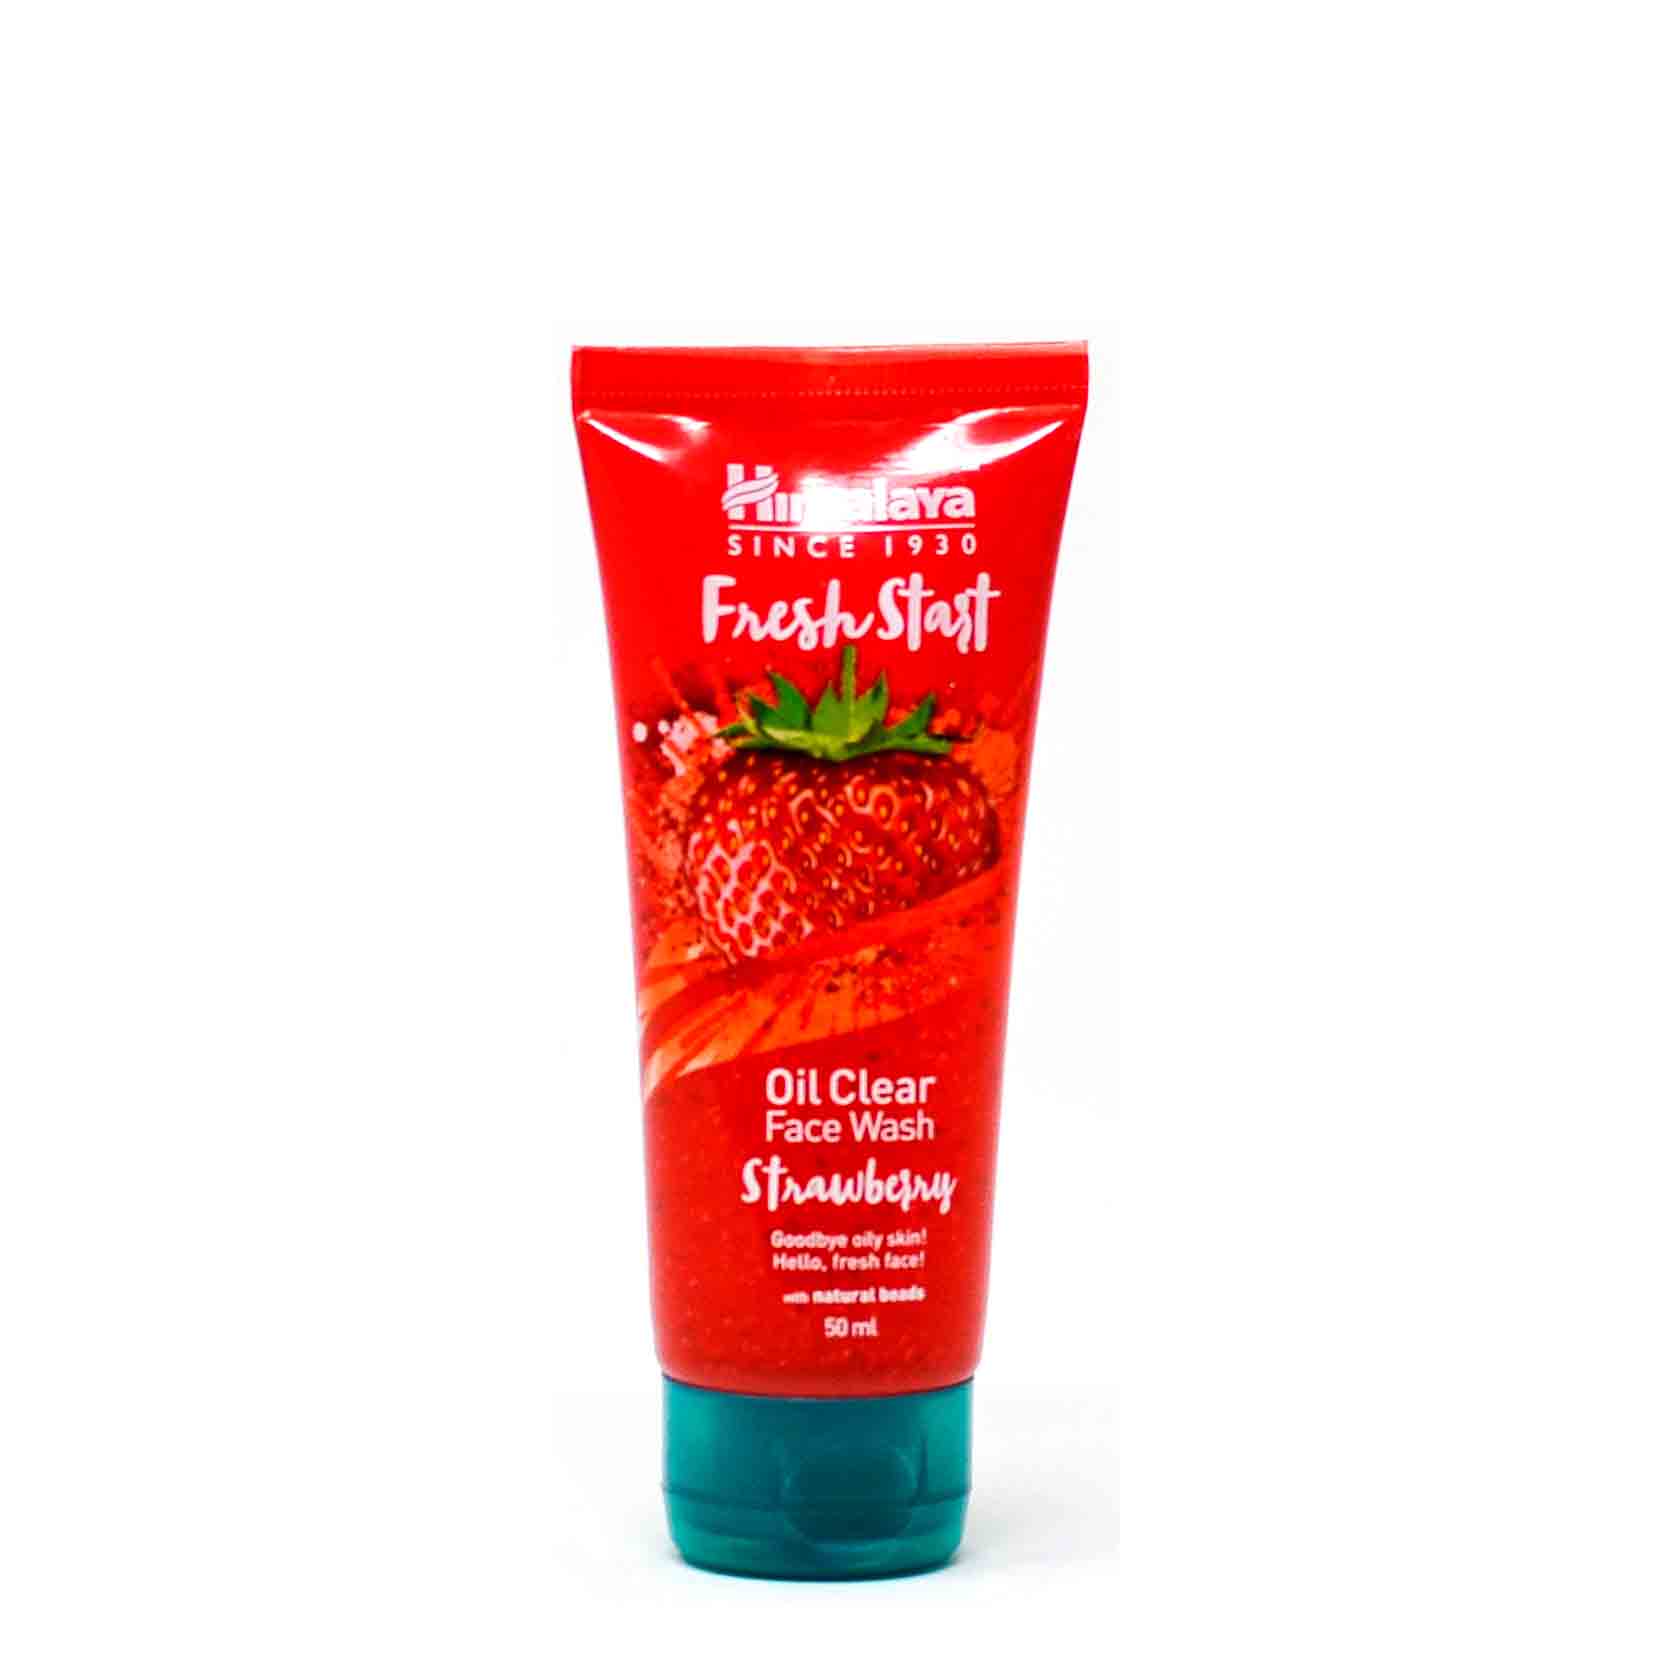 Himalaya
SINCE 1930
Fresh Start
Oil Clear
Face Wash
Strawberry
Goodbye oily skin!
Hello, fresh face!
with natural beads
50 ml